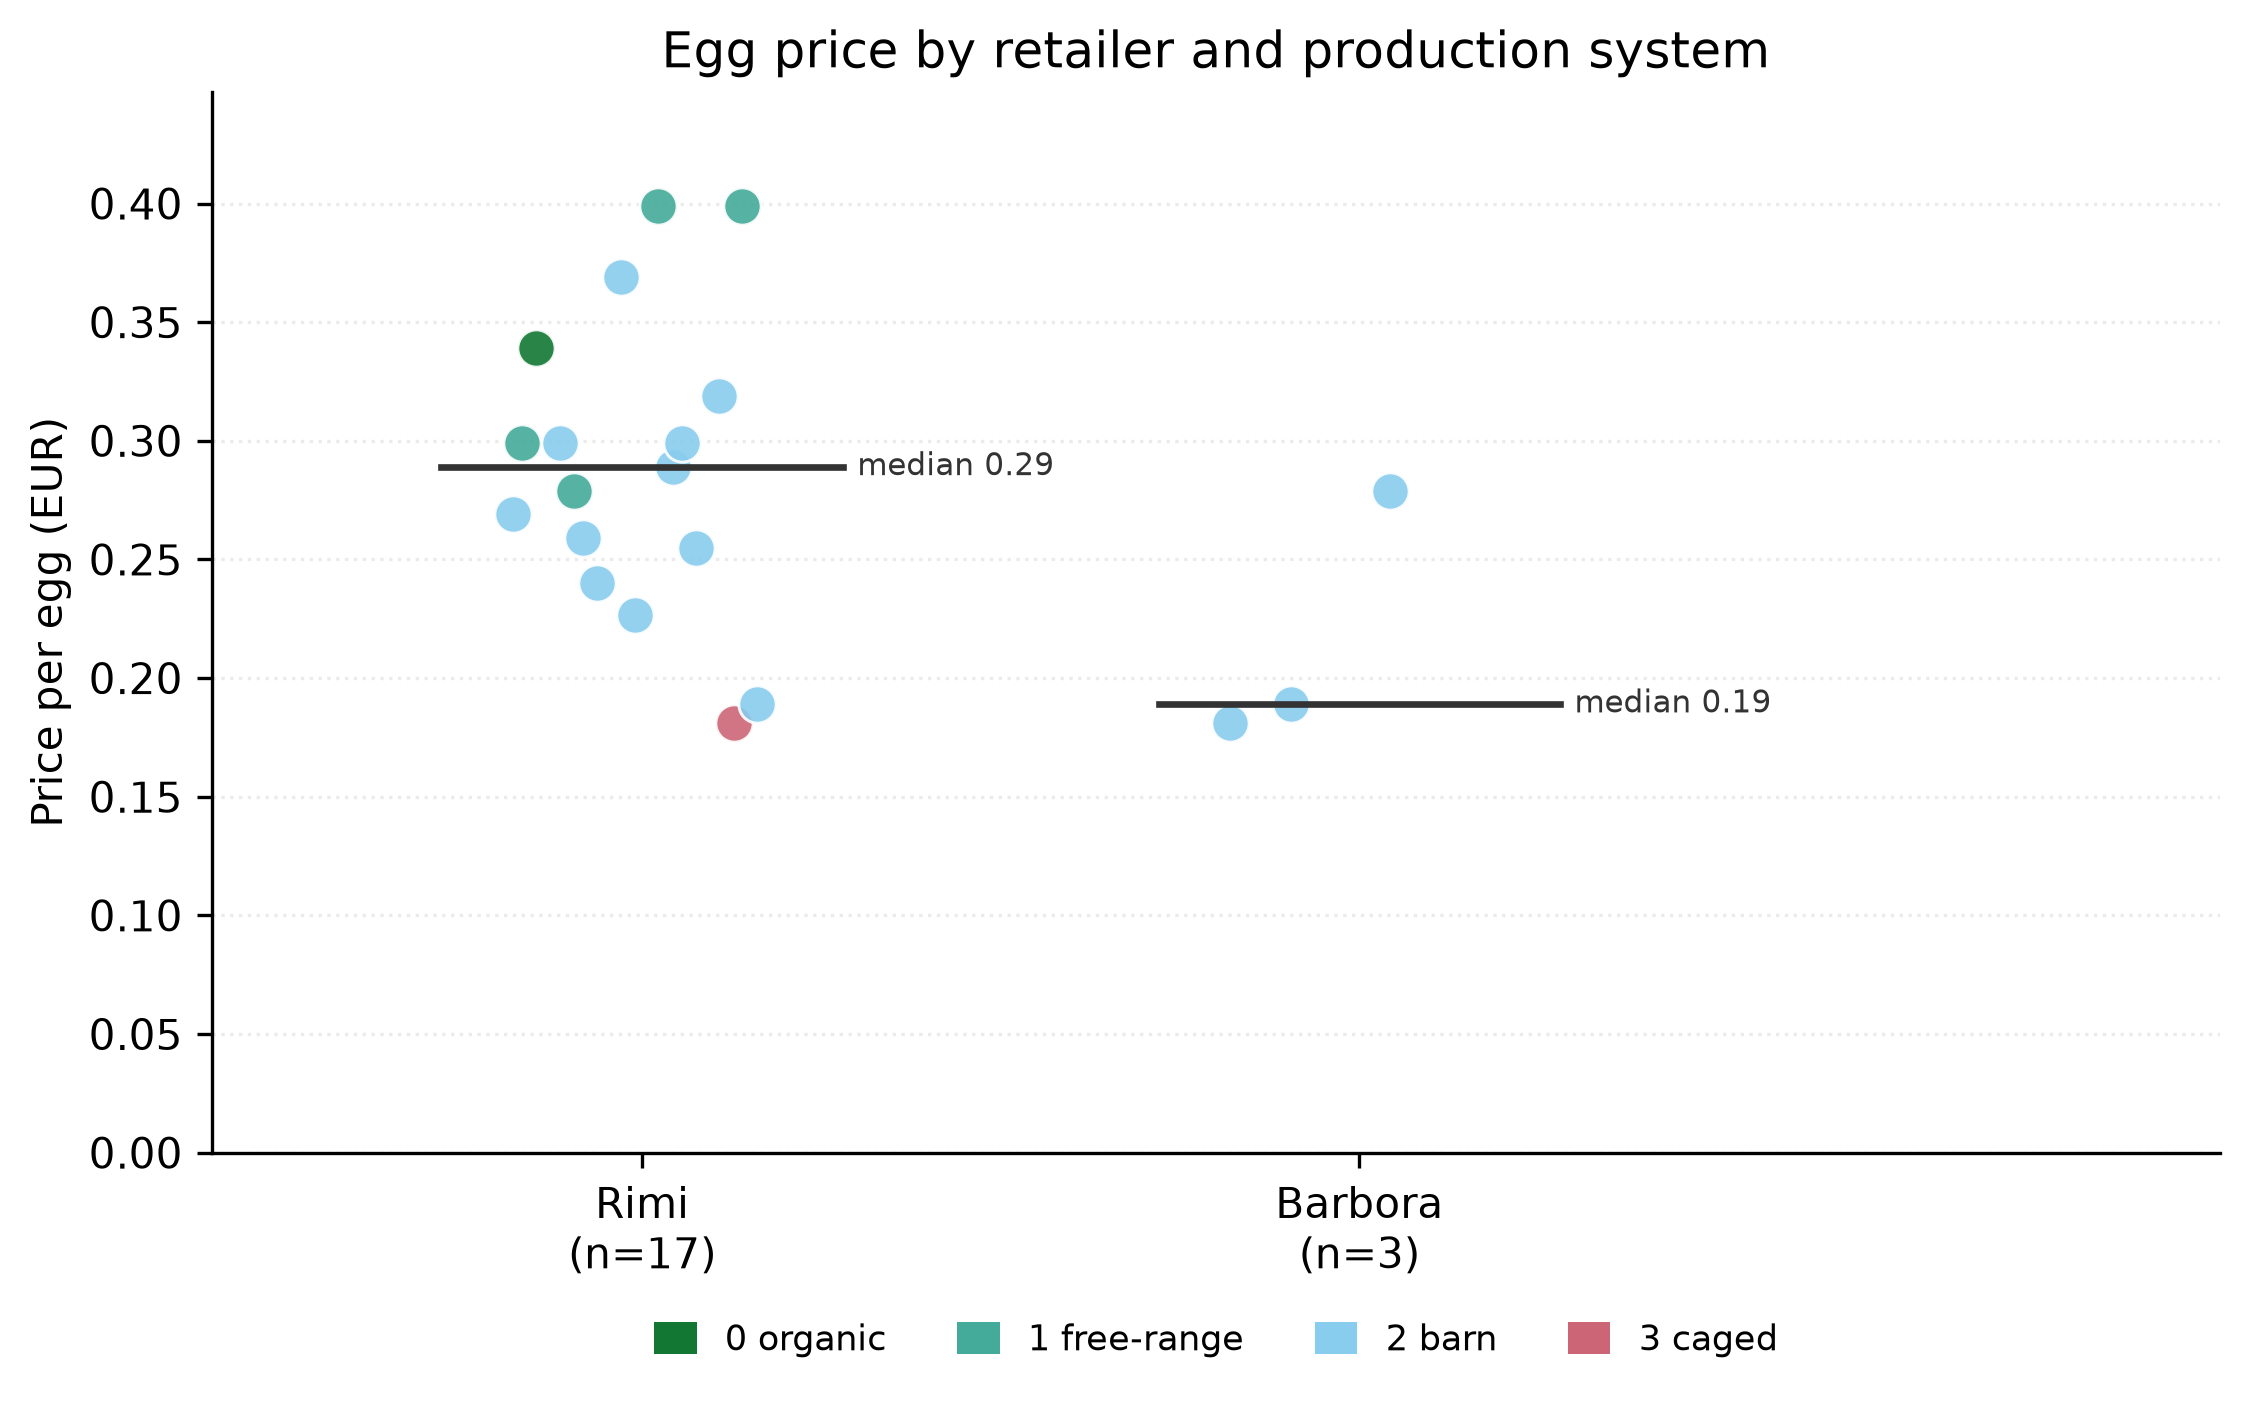 Egg price by retailer and production system
Price per egg (EUR)
0.40
0.35
0.30
0.25
0.20
0.15
0.10
0.05
0.00
median 0.29
median 0.19
Rimi
(n=17)
Barbora
(n=3)
0 organic
1 free-range
2 barn
3 caged